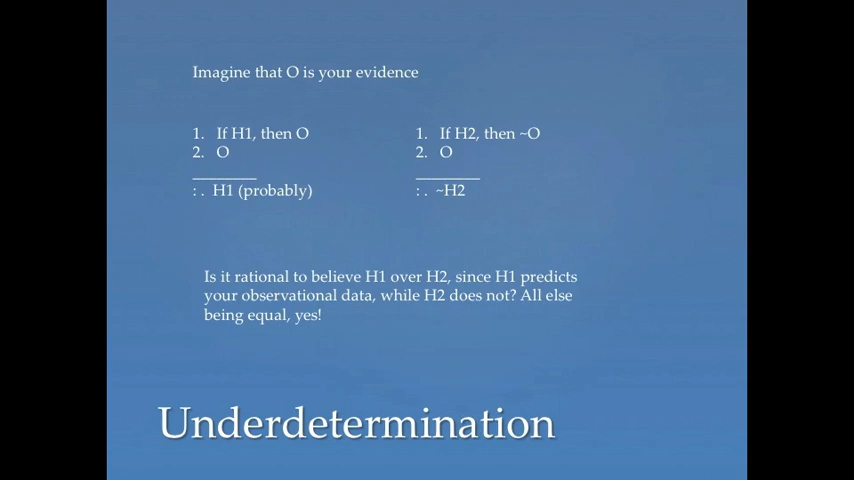 Imagine that O is your evidence
1. If H1, then O
2. O
________
: . H1 (probably)
1. If H2, then ~O
2. O
________
: . ~H2
Is it rational to believe H1 over H2, since H1 predicts
your observational data, while H2 does not? All else
being equal, yes!
Underdetermination